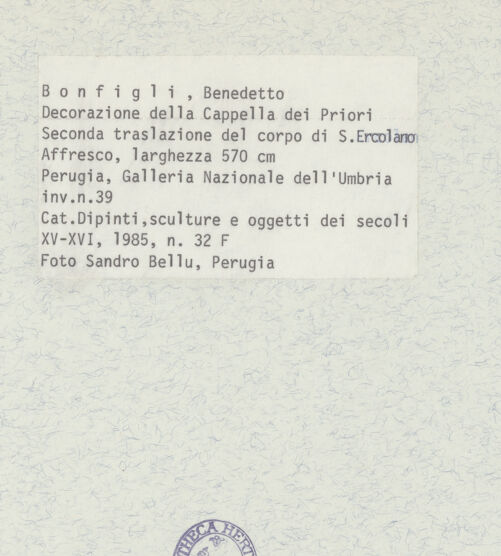 B o n f i g l i , Benedetto
Decorazione della Cappella dei Priori
Seconda traslazione del corpo di S.Ercolano
Affresco, larghezza 570 cm
Perugia, Galleria Nazionale dell'Umbria
inv.n.39
Cat.Dipinti,sculture e oggetti dei secoli
XV-XVI, 1985, n. 32 F
Foto Sandro Bellu, Perugia